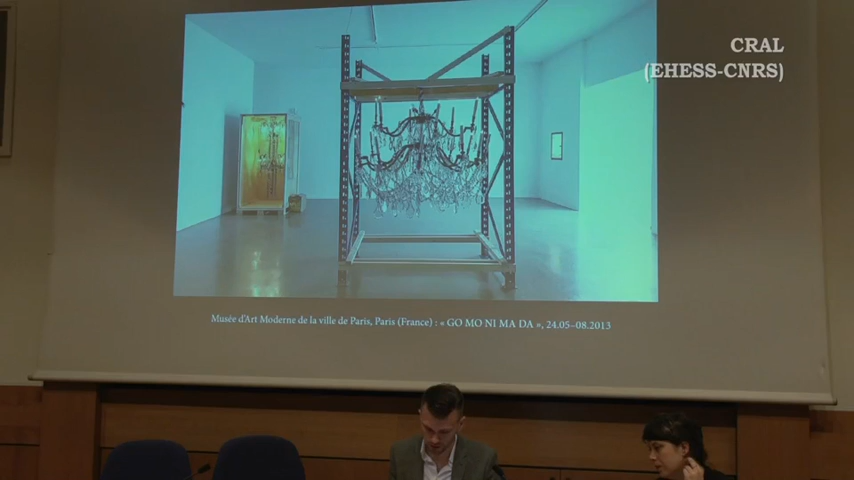 CRAL
(EHESS-CNRS)
Musée d'Art Moderne de la ville de Paris, Paris (France) : « GO MO NI MA DA », 24.05–08.2013